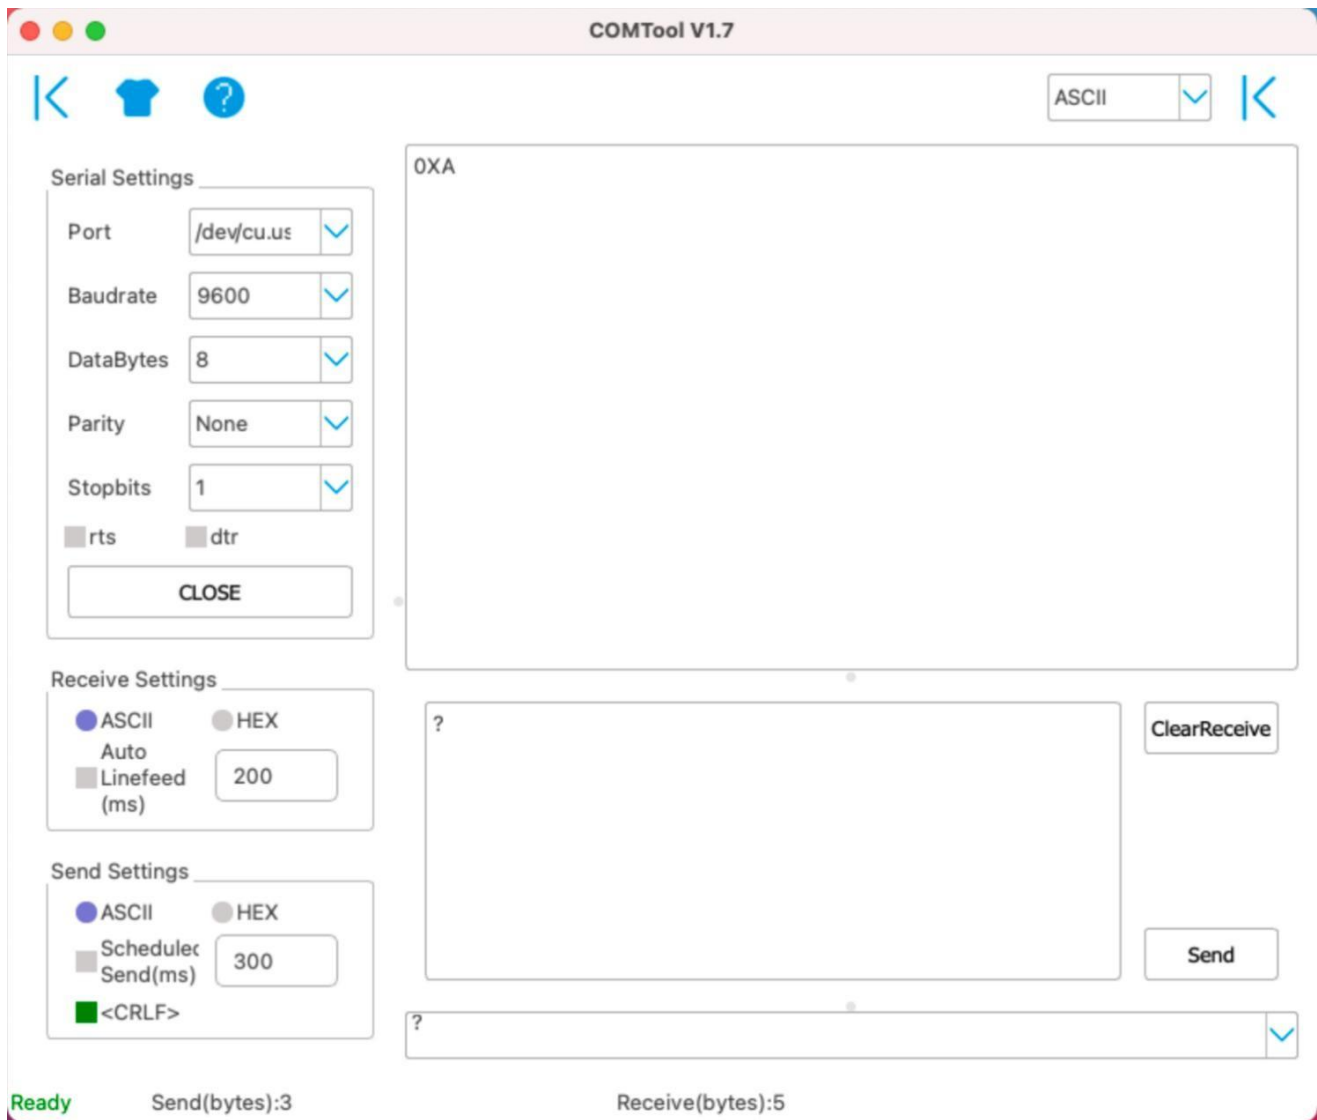 COMTool V1.7
ASCII
Serial Settings
Port /dev/cu.us
Baudrate 9600
DataBytes 8
Parity None
Stopbits 1
rts dtr
CLOSE
0XA
Receive Settings
ASCII HEX
Auto
Linefeed
(ms)
200
?
ClearReceive
Send Settings
ASCII HEX
Scheduled
Send(ms)
300
<CRLF>
Send
?
Ready Send(bytes):3 Receive(bytes):5